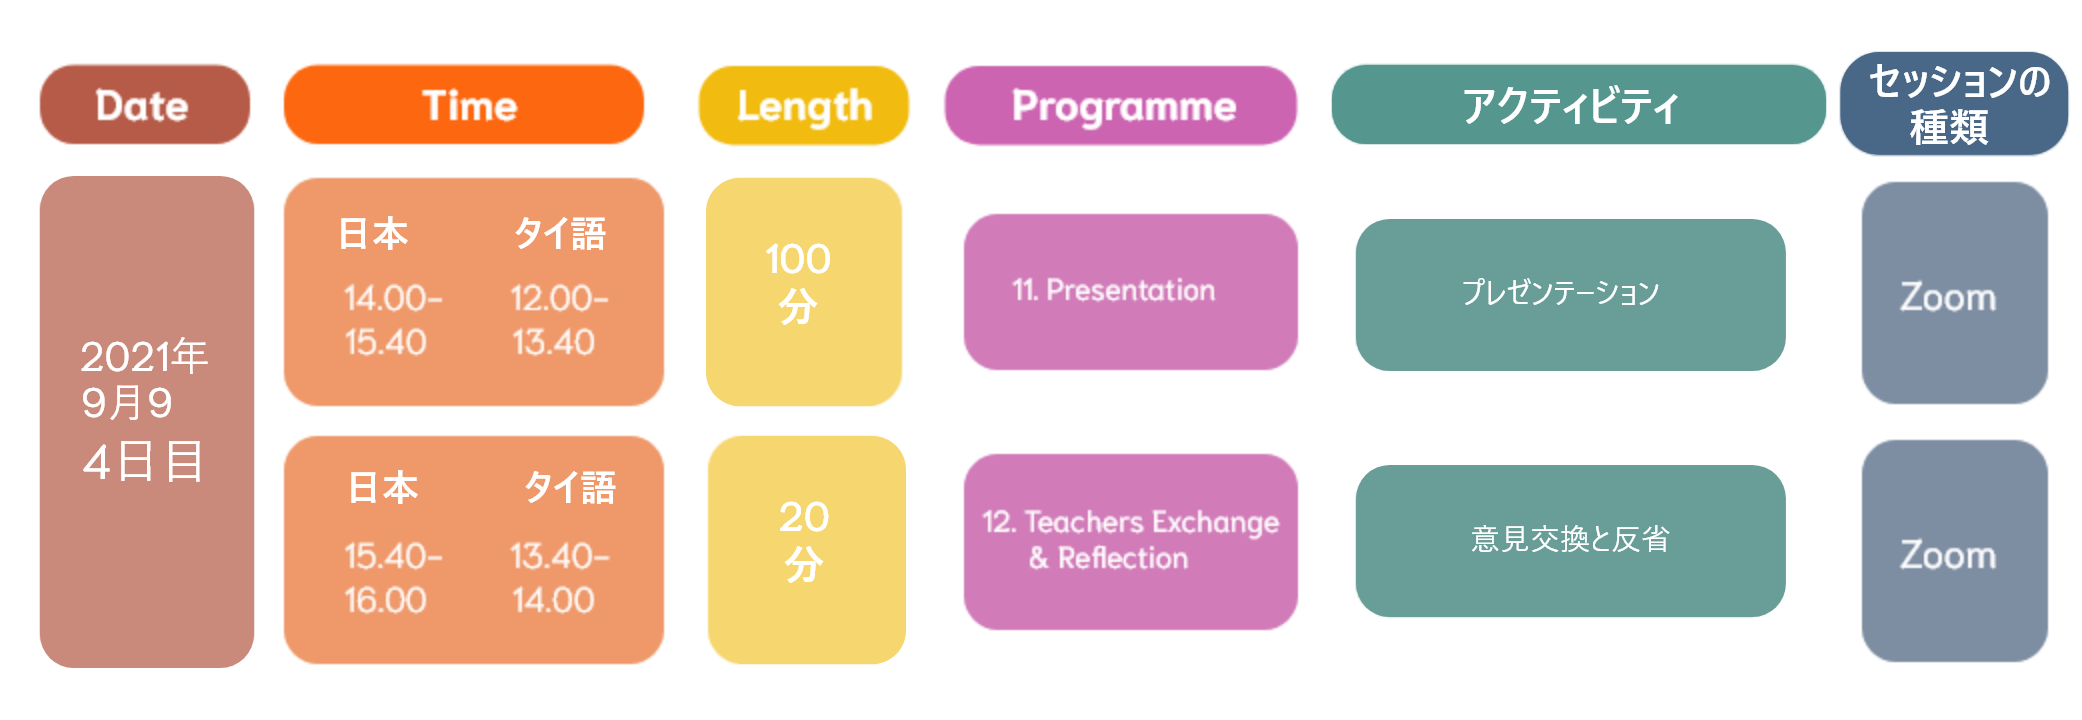 Date
Time
Length
Programme
アクティビティ
セッションの
種類
2021年
9月9
4日目
日本 タイ語
14.00– 12.00–
15.40 13.40
100
分
11. Presentation
プレゼンテーション
Zoom
日本 タイ語
15.40– 13.40–
16.00 14.00
20
分
12. Teachers Exchange
& Reflection
意見交換と反省
Zoom